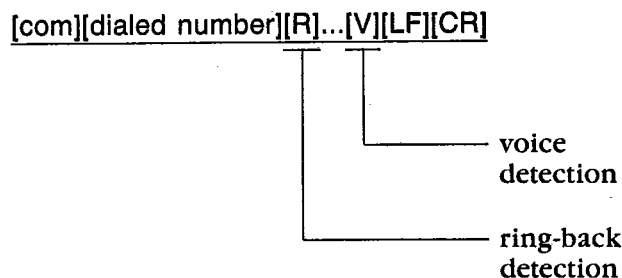 [com][dialed number][R]...[V][LF][CR]
voice
detection
ring-back
detection